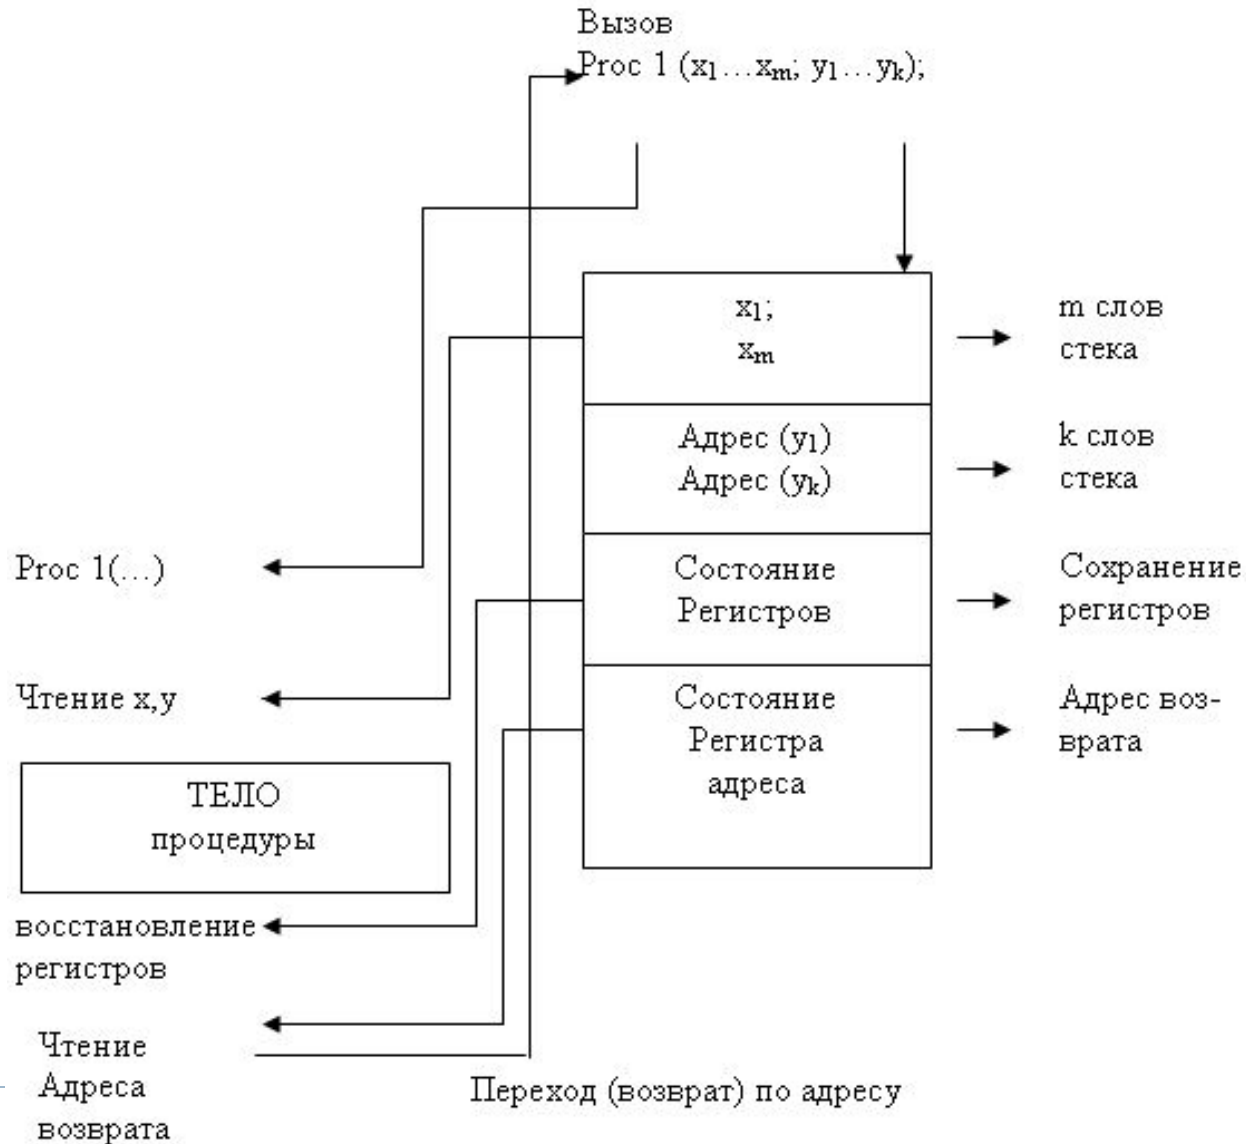 Вызов
Proc 1 (x1…xm; y1…yk);
x1;
xm
m слов
стека
Адрес (y1)
Адрес (yk)
k слов
стека
Proc 1(…)
Состояние
Регистров
Сохранение
регистров
Чтение x,y
Состояние
Регистра
адреса
Адрес воз-
врата
ТЕЛО
процедуры
восстановление
регистров
Чтение
Адреса
возврата
Переход (возврат) по адресу